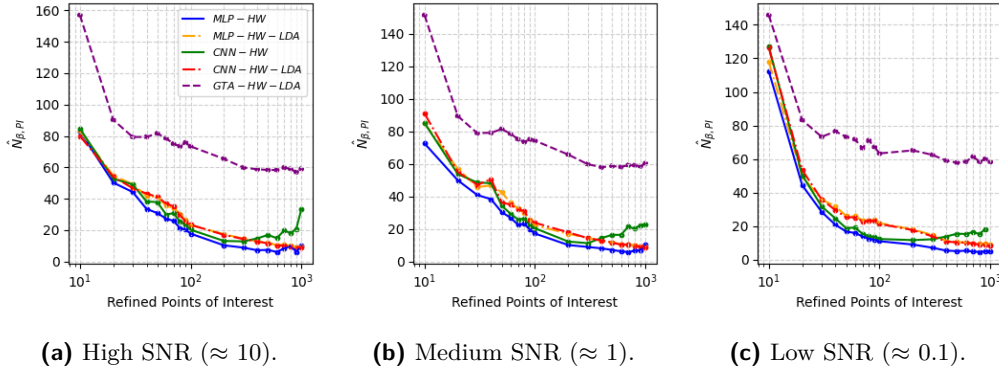 160
140
120
100
80
60
40
20
0
N̂β,PI
MLP − HW
MLP − HW − LDA
CNN − HW
CNN − HW − LDA
GTA − HW − LDA
10¹ 10² 10³
Refined Points of Interest
140
120
100
80
60
40
20
0
N̂β,PI
10¹ 10² 10³
Refined Points of Interest
140
120
100
80
60
40
20
0
N̂β,PI
10¹ 10² 10³
Refined Points of Interest
(a) High SNR (≈ 10).
(b) Medium SNR (≈ 1).
(c) Low SNR (≈ 0.1).